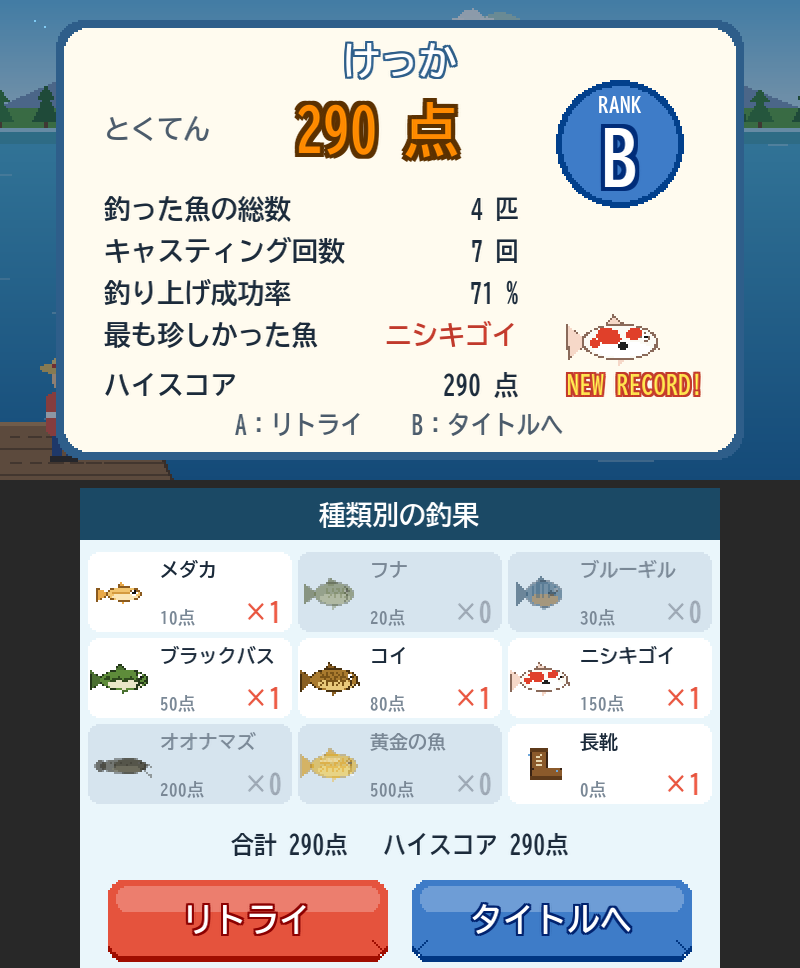 けっか
とくてん 290 点
RANK
B
釣った魚の総数 4 匹
キャスティング回数 7 回
釣り上げ成功率 71 %
最も珍しかった魚 ニシキゴイ
ハイスコア 290 点 NEW RECORD!
A：リトライ B：タイトルへ
種類別の釣果
メダカ
10点 ×1
フナ
20点 ×0
ブルーギル
30点 ×0
ブラックバス
50点 ×1
コイ
80点 ×1
ニシキゴイ
150点 ×1
オオナマズ
200点 ×0
黄金の魚
500点 ×0
長靴
0点 ×1
合計 290点 ハイスコア 290点
リトライ
タイトルへ